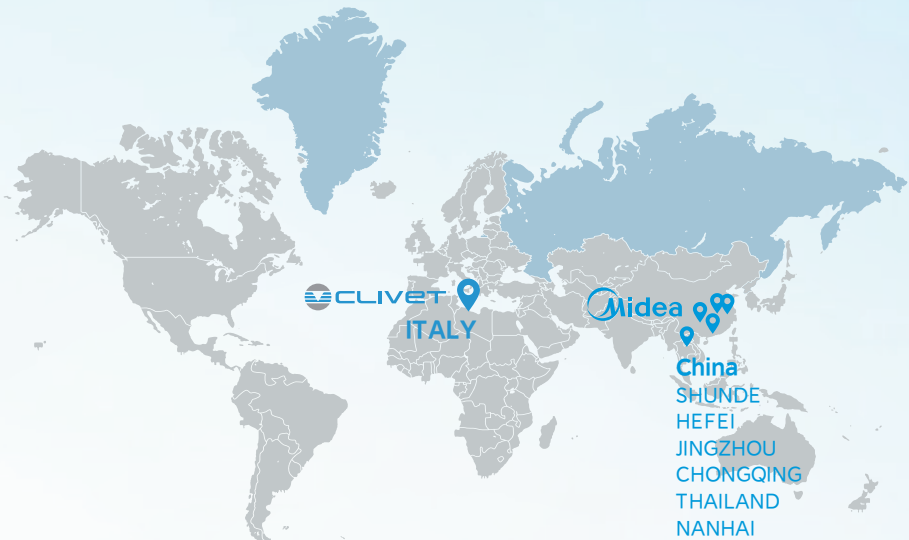 CLIVET
ITALY
Midea
China
SHUNDE
HEFEI
JINGZHOU
CHONGQING
THAILAND
NANHAI